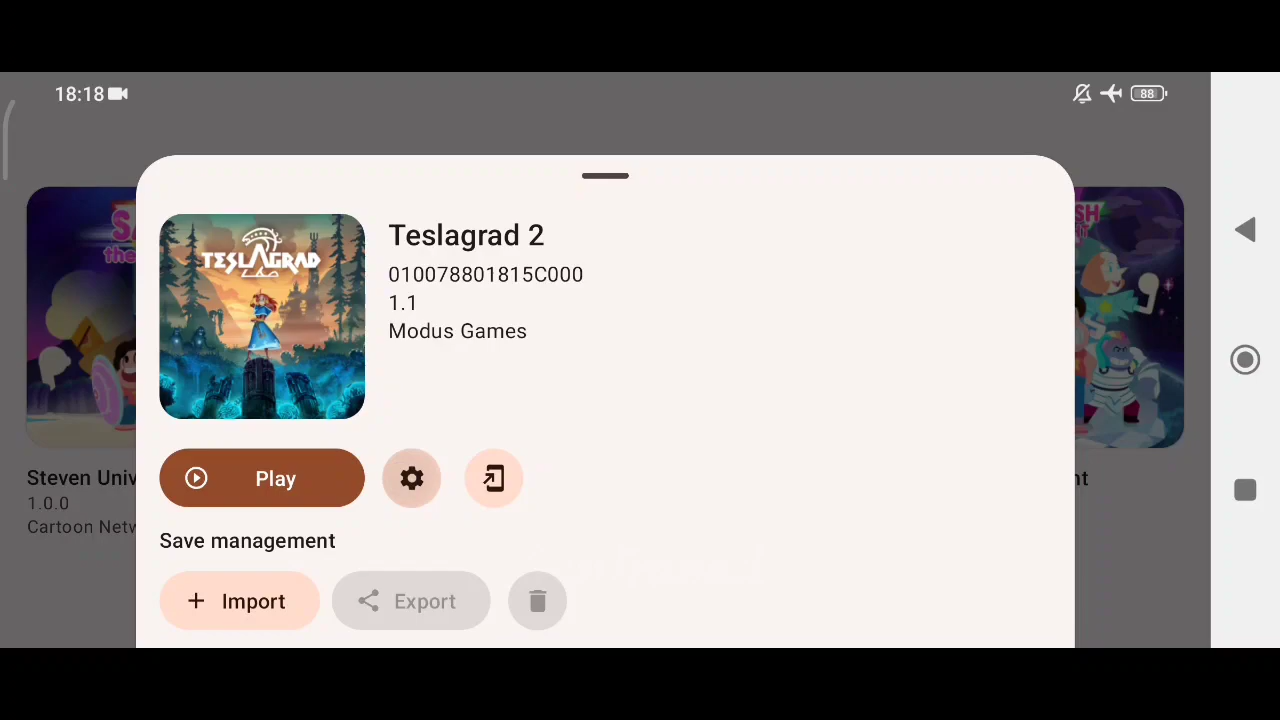 18:18
88
TESLAGRAD
Teslagrad 2
010078801815C000
1.1
Modus Games
Play
Steven Univ
1.0.0
Cartoon Netw
nt
Save management
Import
Export